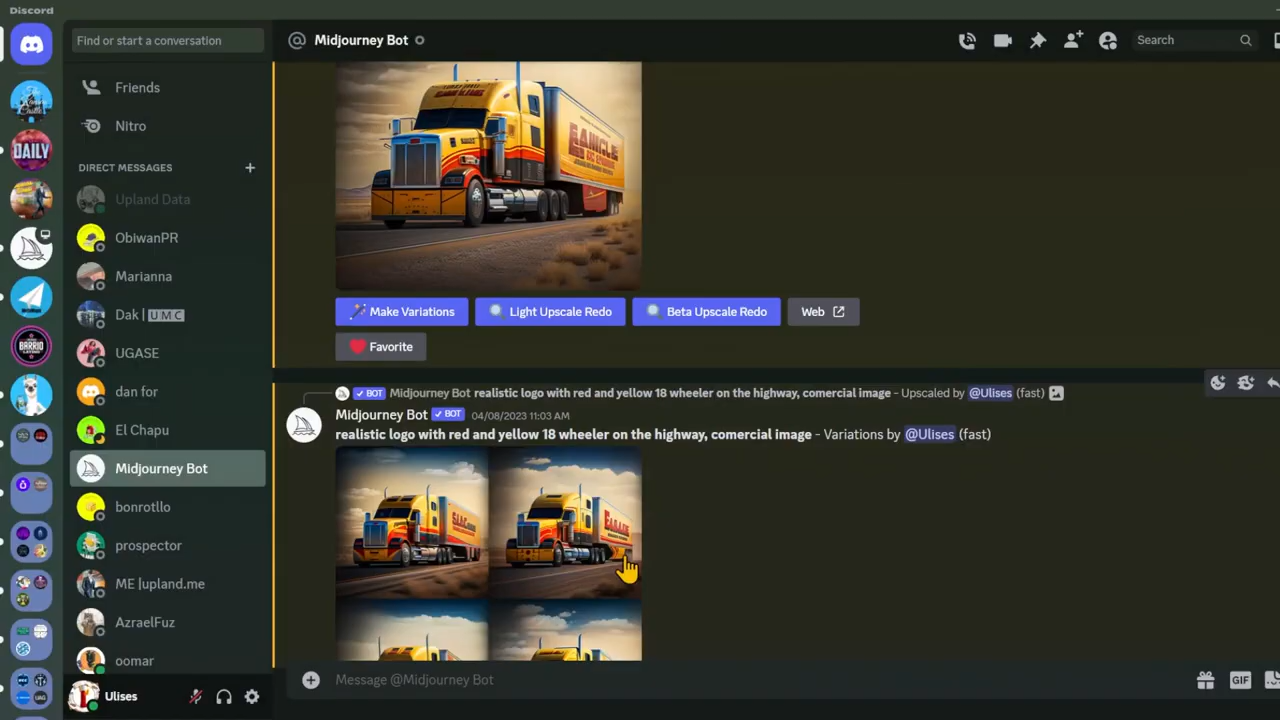 Discord
Find or start a conversation
Midjourney Bot
Search
Friends
Nitro
DIRECT MESSAGES
Upland Data
ObiwanPR
Marianna
Dak | UMC
UGASE
dan for
El Chapu
Midjourney Bot
bonrotllo
prospector
ME |upland.me
AzraelFuz
oomar
Ulises
DAILY
EAMCLE
Make Variations
Light Upscale Redo
Beta Upscale Redo
Web
Favorite
BOT Midjourney Bot realistic logo with red and yellow 18 wheeler on the highway, comercial image - Upscaled by @Ulises (fast)
Midjourney Bot BOT 04/08/2023 11:03 AM
realistic logo with red and yellow 18 wheeler on the highway, comercial image - Variations by @Ulises (fast)
Message @Midjourney Bot
GIF